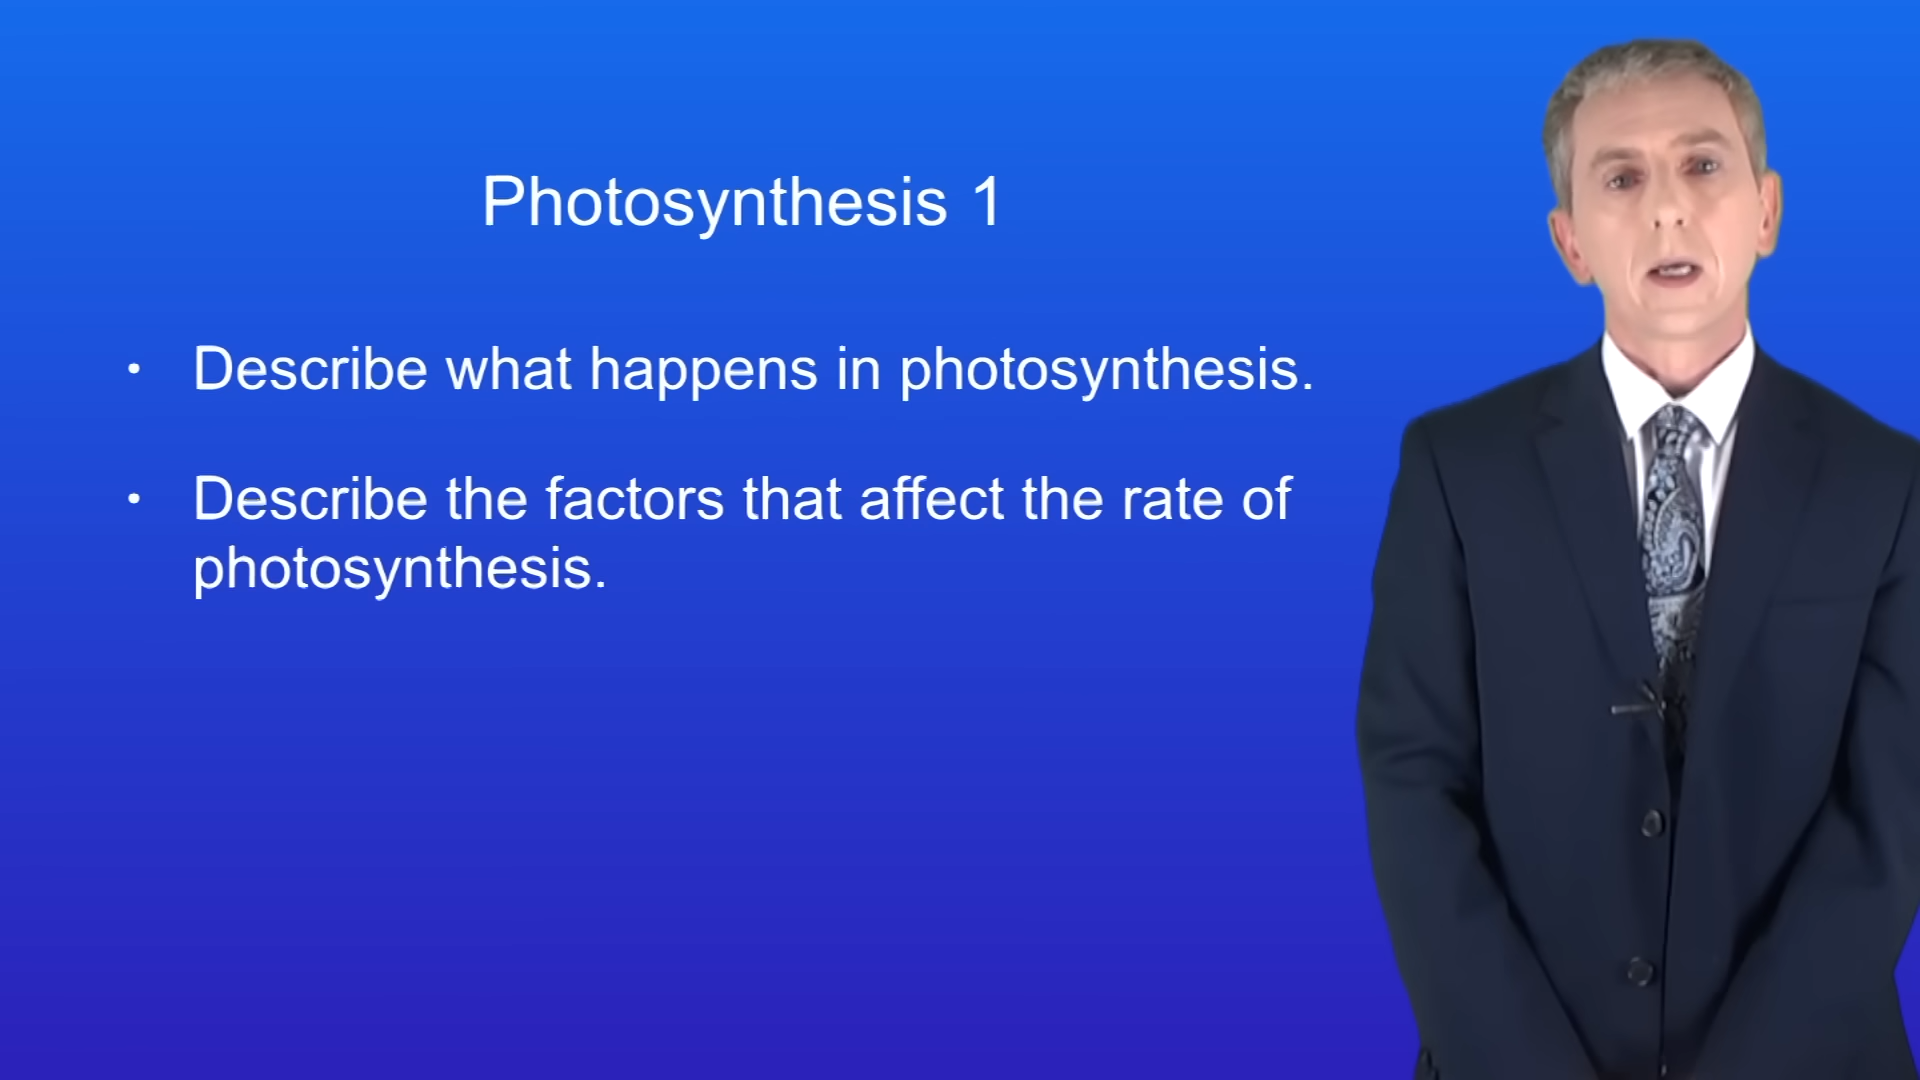 Photosynthesis 1
• Describe what happens in photosynthesis.
• Describe the factors that affect the rate of
photosynthesis.